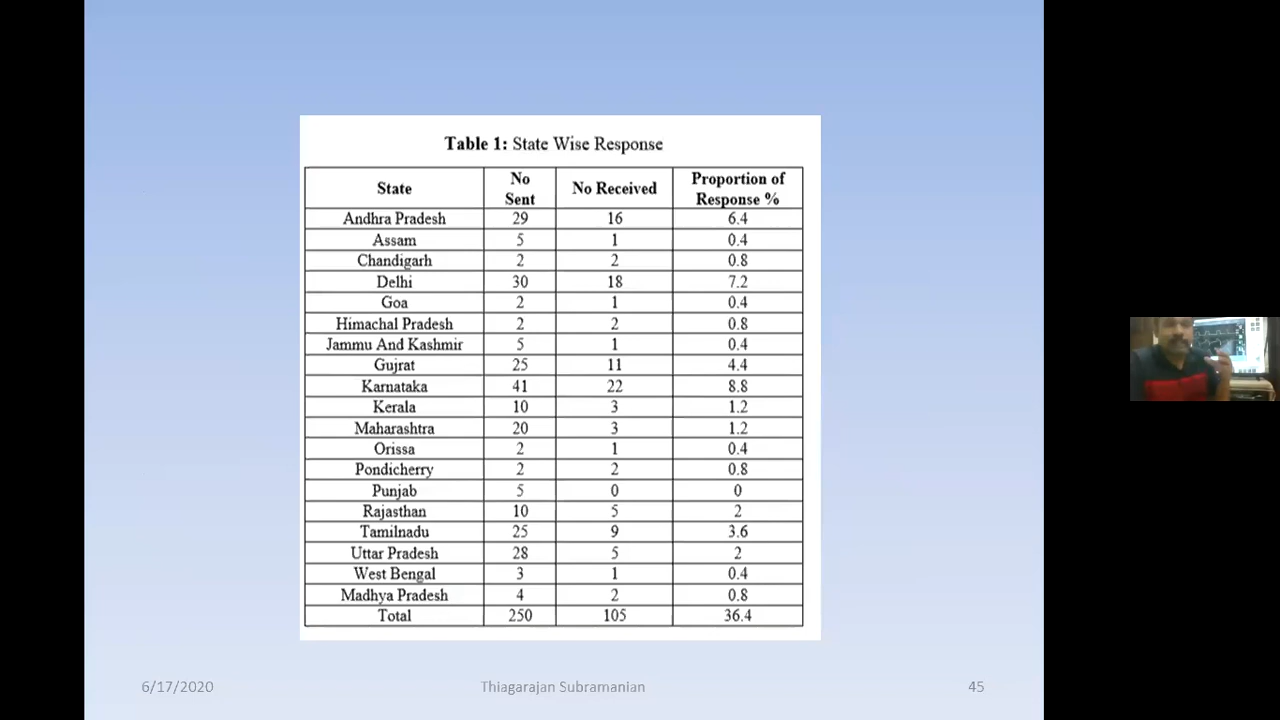 Table 1: State Wise Response
State No Sent No Received Proportion of Response %
Andhra Pradesh 29 16 6.4
Assam 5 1 0.4
Chandigarh 2 2 0.8
Delhi 30 18 7.2
Goa 2 1 0.4
Himachal Pradesh 2 2 0.8
Jammu And Kashmir 5 1 0.4
Gujrat 25 11 4.4
Karnataka 41 22 8.8
Kerala 10 3 1.2
Maharashtra 20 3 1.2
Orissa 2 1 0.4
Pondicherry 2 2 0.8
Punjab 5 0 0
Rajasthan 10 5 2
Tamilnadu 25 9 3.6
Uttar Pradesh 28 5 2
West Bengal 3 1 0.4
Madhya Pradesh 4 2 0.8
Total 250 105 36.4
6/17/2020 Thiagarajan Subramanian 45